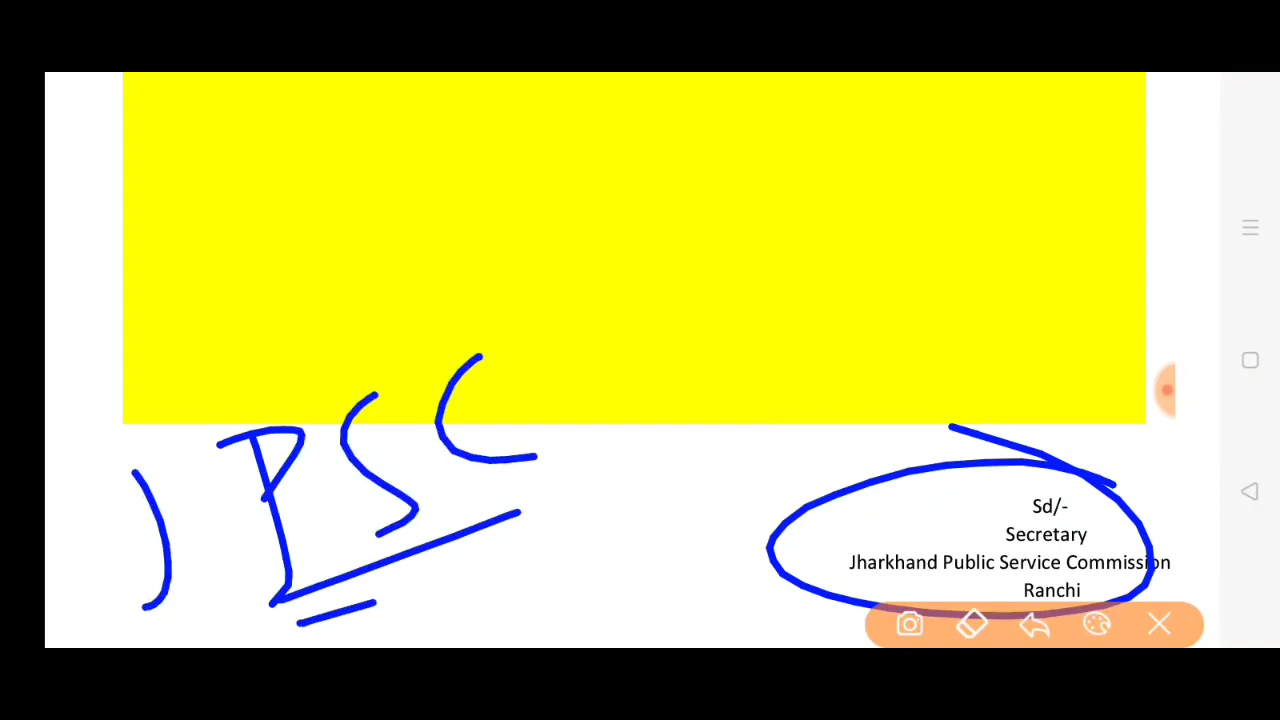 JPSC
Sd/-
Secretary
Jharkhand Public Service Commission
Ranchi